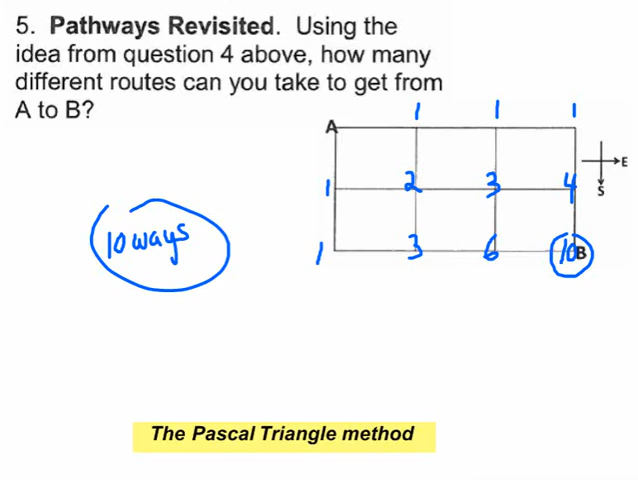 5. Pathways Revisited. Using the
idea from question 4 above, how many
different routes can you take to get from
A to B?
1 1 1
A
E
1 2 3 4
S
10 ways
1 3 6 10 B
The Pascal Triangle method